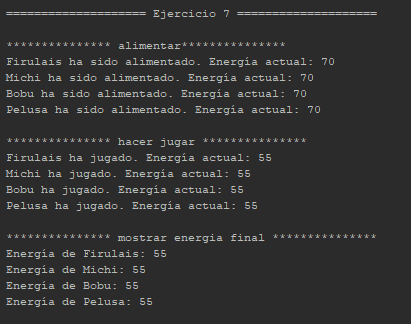 ==================== Ejercicio 7 ====================
*************** alimentar***************
Firulais ha sido alimentado. Energía actual: 70
Michi ha sido alimentado. Energía actual: 70
Bobu ha sido alimentado. Energía actual: 70
Pelusa ha sido alimentado. Energía actual: 70
*************** hacer jugar ***************
Firulais ha jugado. Energía actual: 55
Michi ha jugado. Energía actual: 55
Bobu ha jugado. Energía actual: 55
Pelusa ha jugado. Energía actual: 55
*************** mostrar energia final ***************
Energía de Firulais: 55
Energía de Michi: 55
Energía de Bobu: 55
Energía de Pelusa: 55